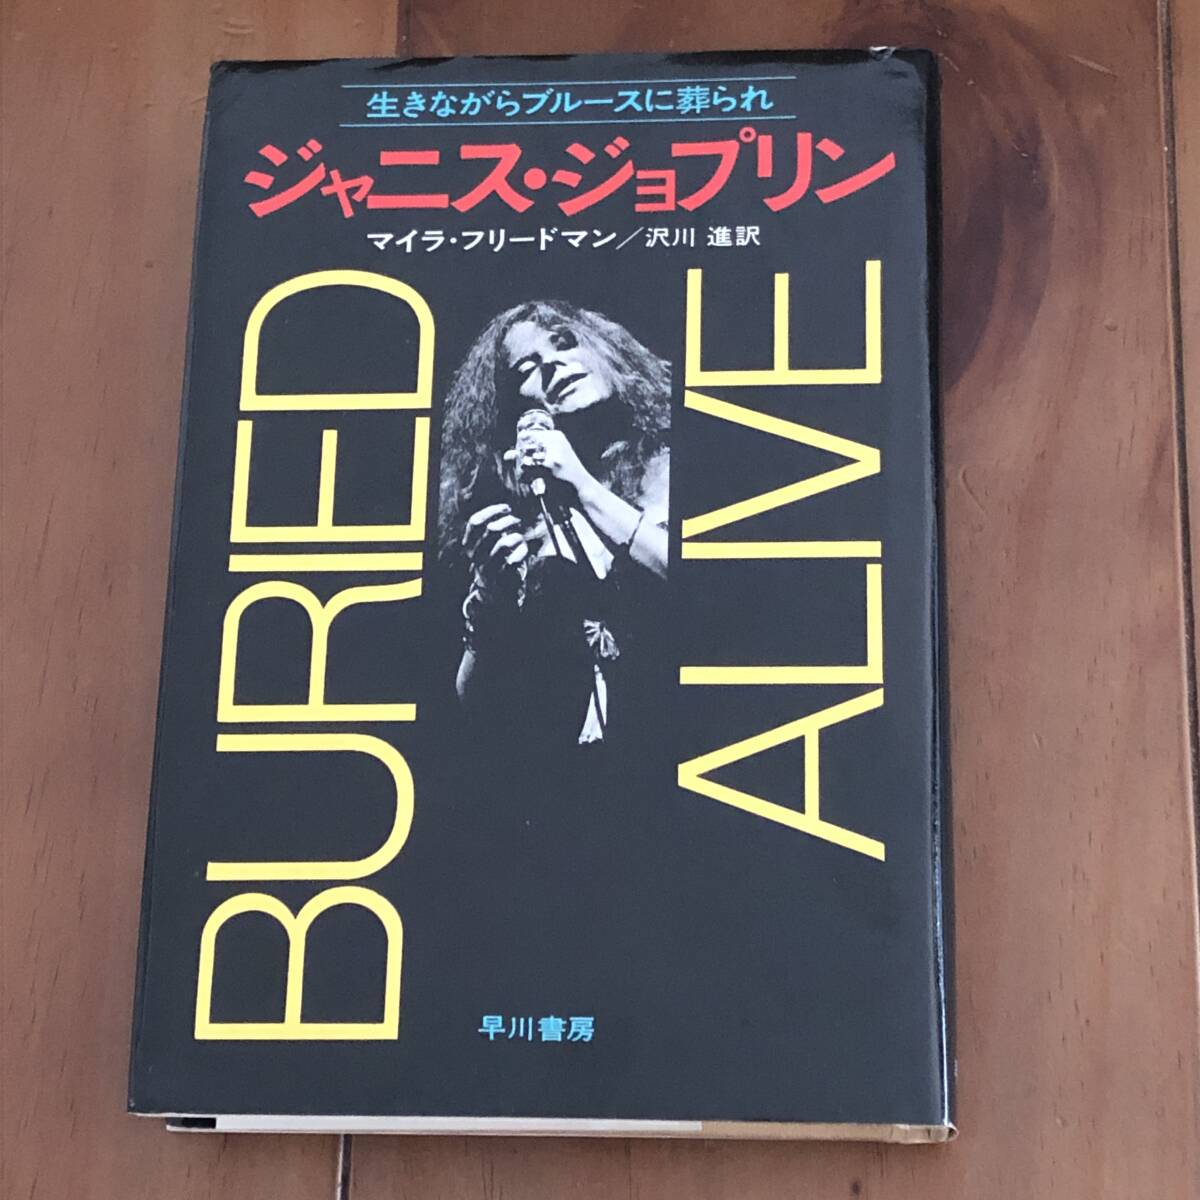 生きながらブルースに葬られ
ジャニス・ジョプリン
マイラ・フリードマン／沢川 進訳
BURIED
ALIVE
早川書房